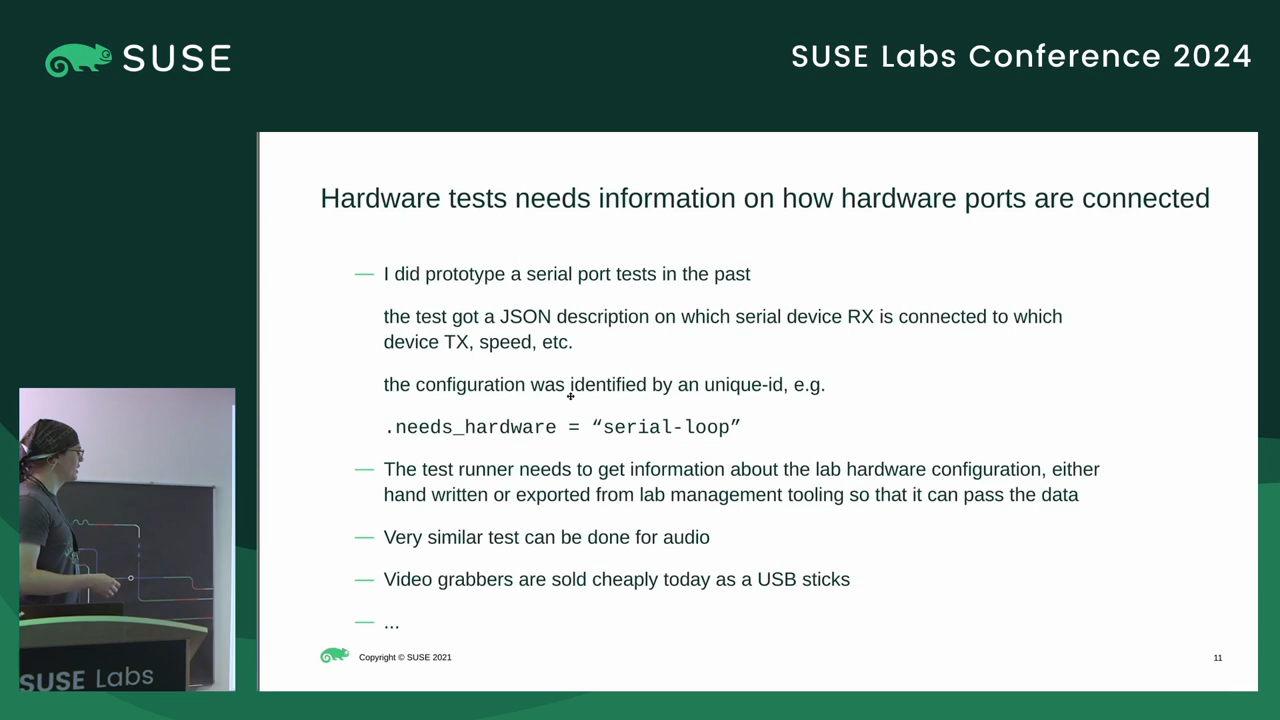 SUSE
SUSE Labs Conference 2024
Hardware tests needs information on how hardware ports are connected
— I did prototype a serial port tests in the past
the test got a JSON description on which serial device RX is connected to which
device TX, speed, etc.
the configuration was identified by an unique-id, e.g.
.needs_hardware = “serial-loop”
— The test runner needs to get information about the lab hardware configuration, either
hand written or exported from lab management tooling so that it can pass the data
— Very similar test can be done for audio
— Video grabbers are sold cheaply today as a USB sticks
— ...
Copyright © SUSE 2021
11
SUSE Labs